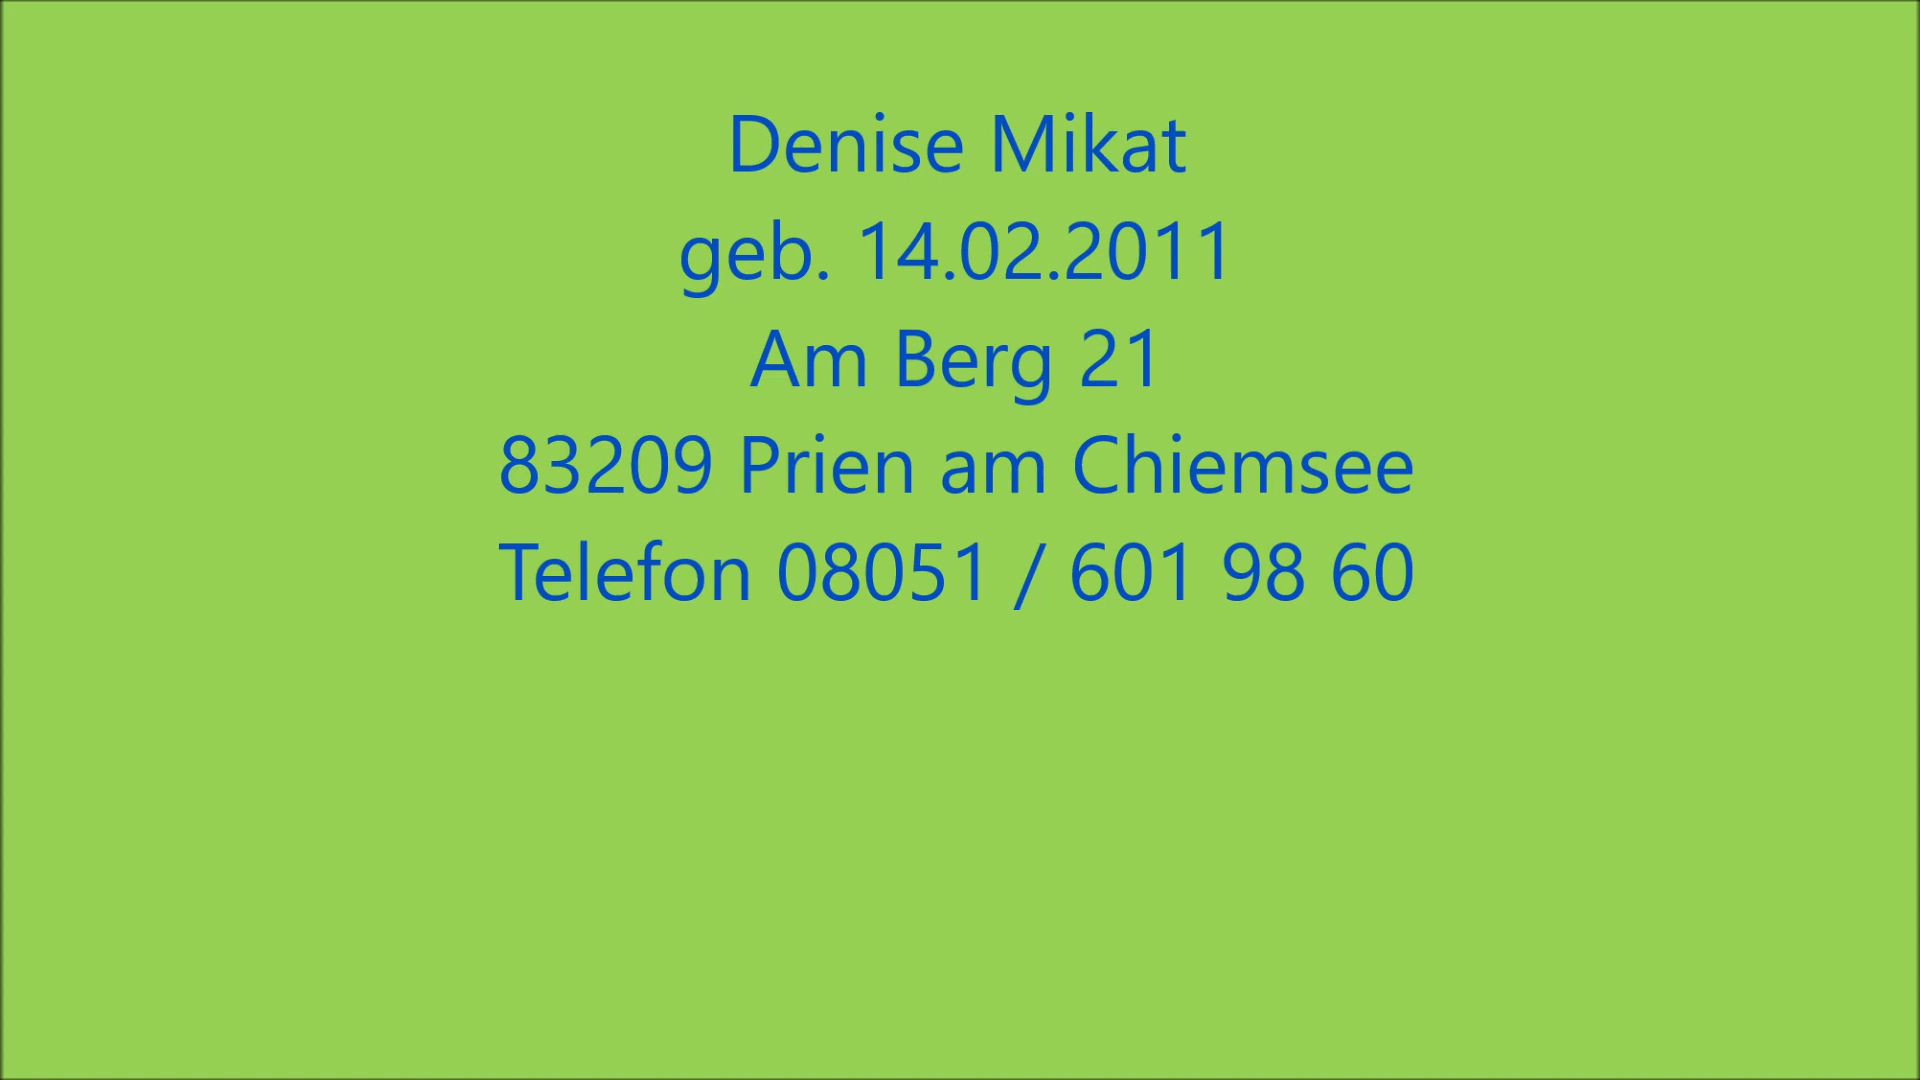 Denise Mikat
geb. 14.02.2011
Am Berg 21
83209 Prien am Chiemsee
Telefon 08051 / 601 98 60